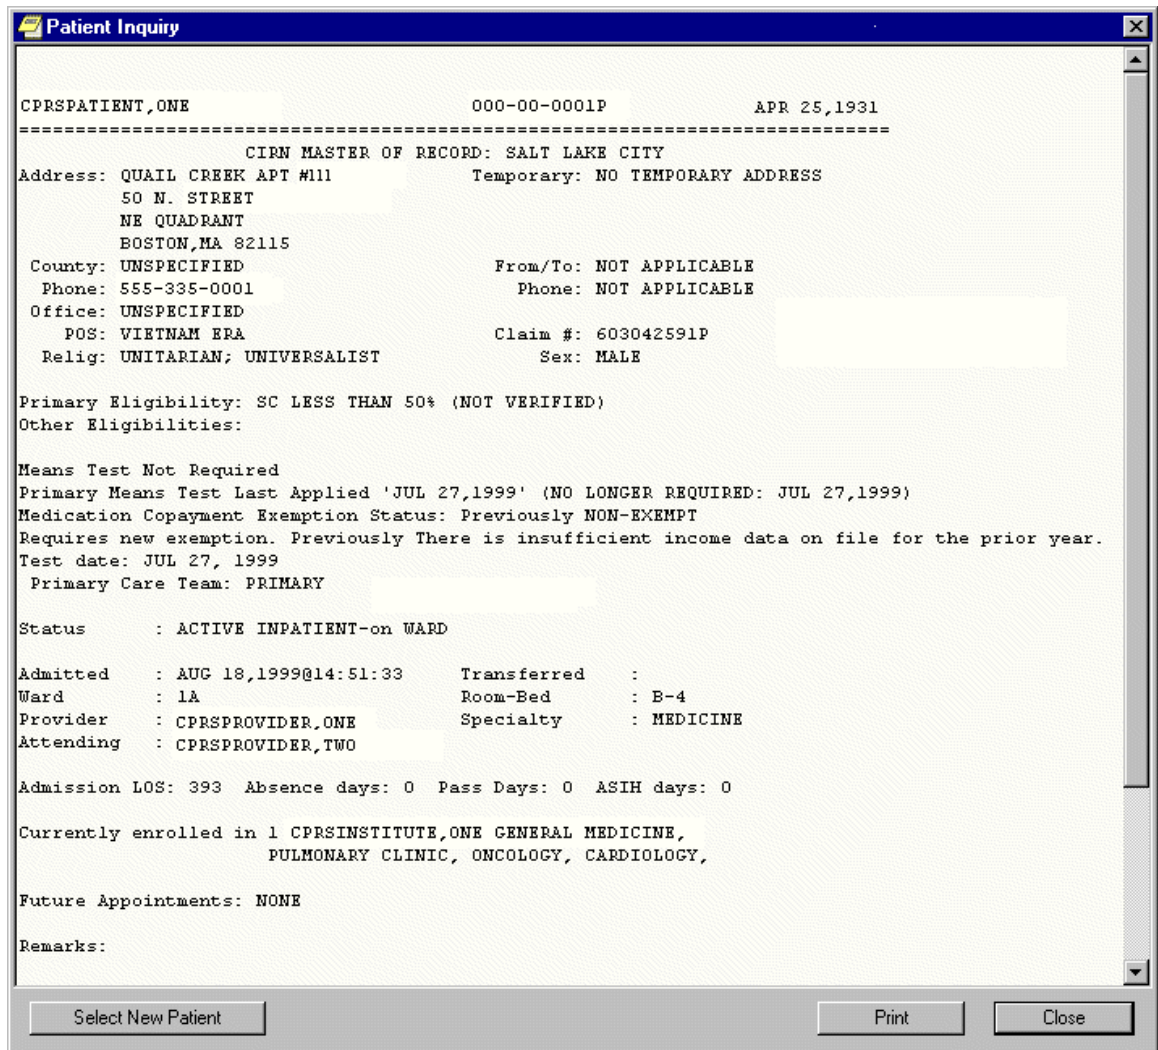 Patient Inquiry
CPRSPATIENT,ONE 000-00-0001P APR 25,1931
================================================================================
CIRN MASTER OF RECORD: SALT LAKE CITY
Address: QUAIL CREEK APT #111 Temporary: NO TEMPORARY ADDRESS
50 N. STREET
NE QUADRANT
BOSTON,MA 82115
County: UNSPECIFIED From/To: NOT APPLICABLE
Phone: 555-335-0001 Phone: NOT APPLICABLE
Office: UNSPECIFIED
POS: VIETNAM ERA Claim #: 603042591P
Relig: UNITARIAN; UNIVERSALIST Sex: MALE
Primary Eligibility: SC LESS THAN 50% (NOT VERIFIED)
Other Eligibilities:
Means Test Not Required
Primary Means Test Last Applied 'JUL 27,1999' (NO LONGER REQUIRED: JUL 27,1999)
Medication Copayment Exemption Status: Previously NON-EXEMPT
Requires new exemption. Previously There is insufficient income data on file for the prior year.
Test date: JUL 27, 1999
Primary Care Team: PRIMARY
Status : ACTIVE INPATIENT-on WARD
Admitted : AUG 18,1999@14:51:33 Transferred :
Ward : 1A Room-Bed : B-4
Provider : CPRSPROVIDER,ONE Specialty : MEDICINE
Attending : CPRSPROVIDER,TWO
Admission LOS: 393 Absence days: 0 Pass Days: 0 ASIH days: 0
Currently enrolled in 1 CPRSINSTITUTE,ONE GENERAL MEDICINE,
PULMONARY CLINIC, ONCOLOGY, CARDIOLOGY,
Future Appointments: NONE
Remarks:
Select New Patient Print Close